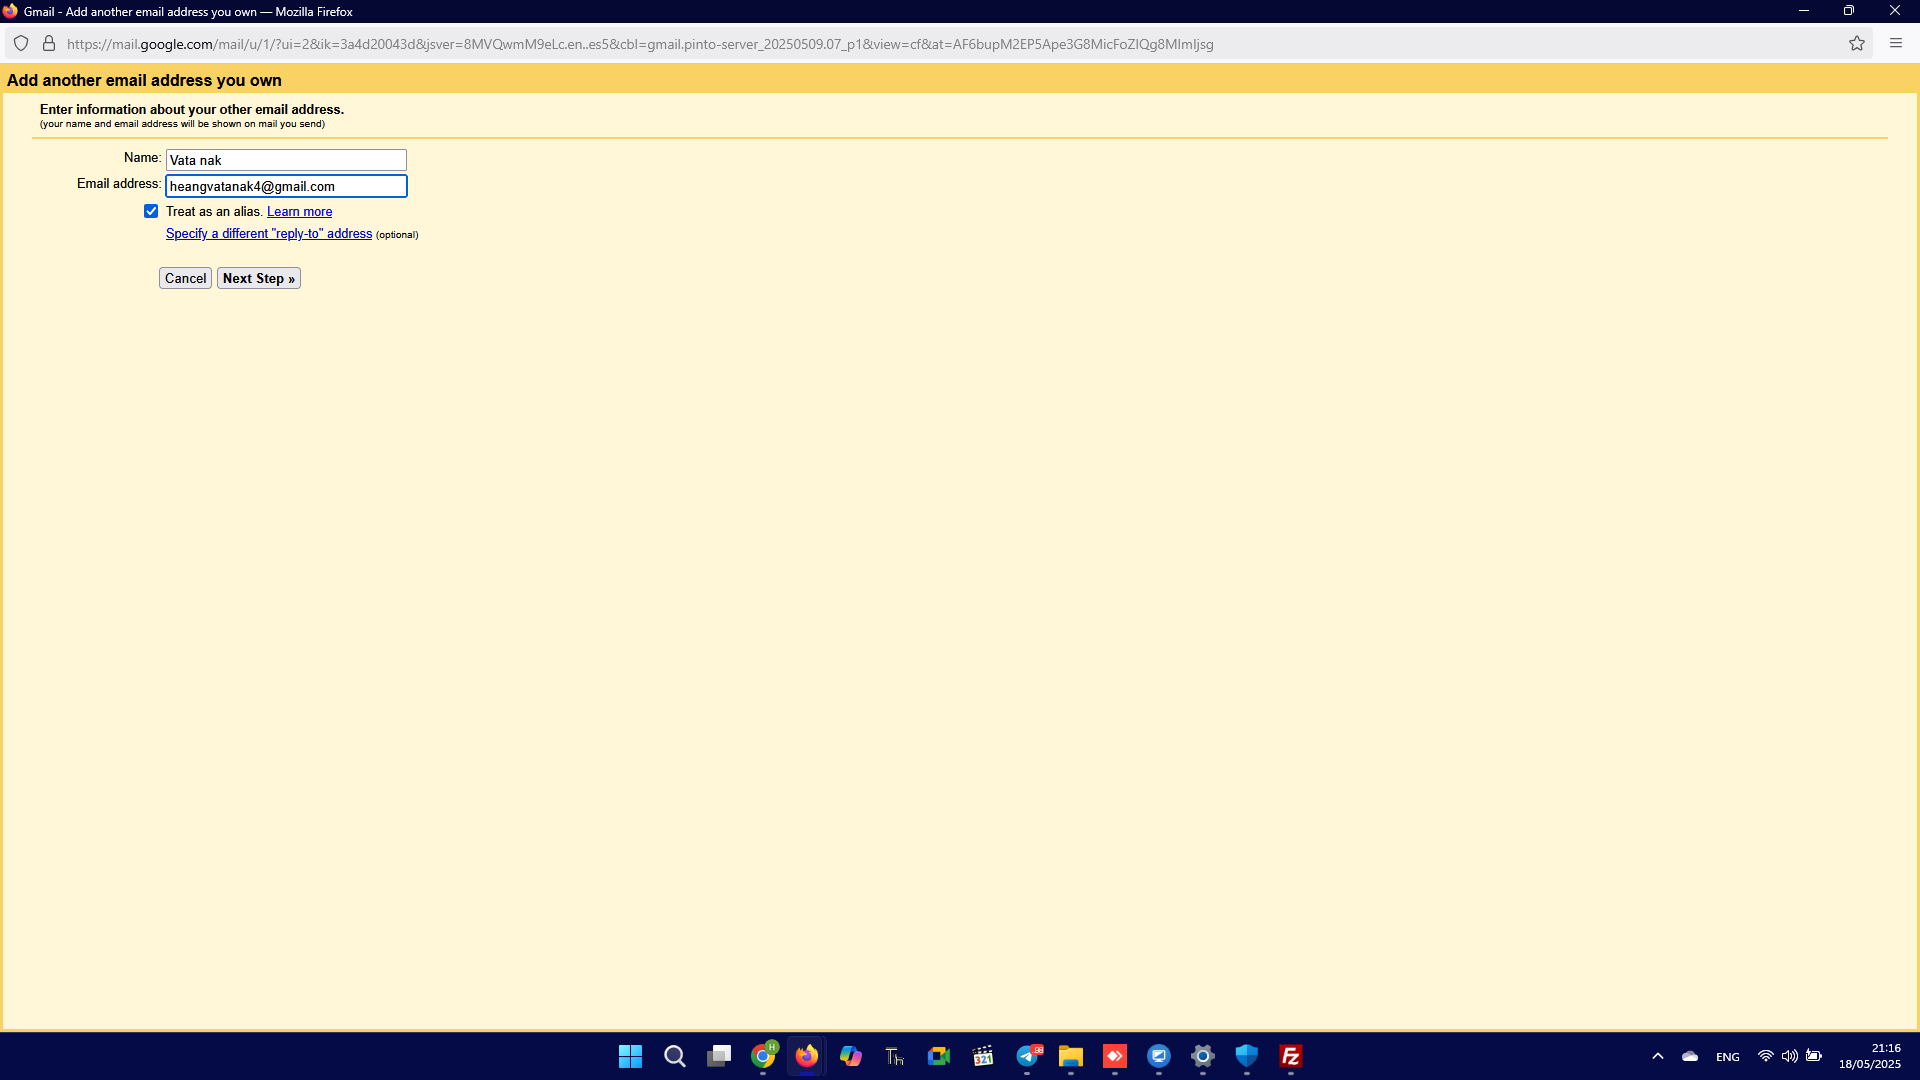 Gmail - Add another email address you own — Mozilla Firefox
https://mail.google.com/mail/u/1/?ui=2&ik=3a4d20043d&jsver=8MVQwmM9eLc.en..es5&cbl=gmail.pinto-server_20250509.07_p1&view=cf&at=AF6bupM2EP5Ape3G8MicFoZIQg8MImIjsg
Add another email address you own
Enter information about your other email address.
(your name and email address will be shown on mail you send)
Name: Vata nak
Email address: heangvatanak4@gmail.com
Treat as an alias. Learn more
Specify a different "reply-to" address (optional)
Cancel Next Step »
H
321
98
Fz
ENG
21:16
18/05/2025